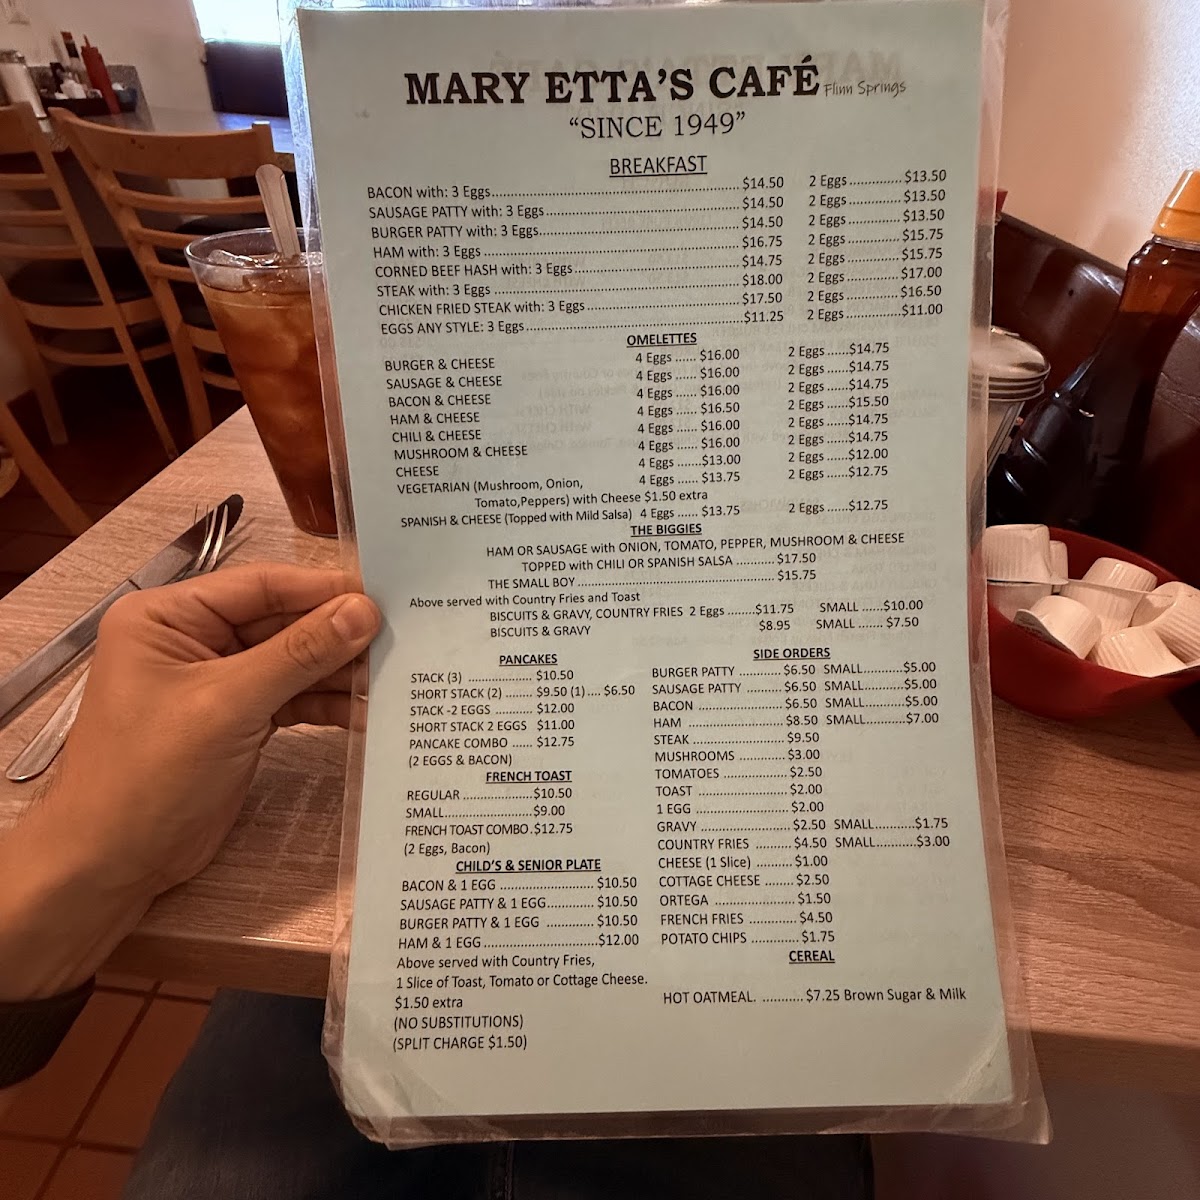 MARY ETTA'S CAFÉ Flinn Springs
"SINCE 1949"
BREAKFAST
BACON with: 3 Eggs.......... $14.50 2 Eggs .......... $13.50
SAUSAGE PATTY with: 3 Eggs .......... $14.50 2 Eggs .......... $13.50
BURGER PATTY with: 3 Eggs.......... $14.50 2 Eggs .......... $13.50
HAM with: 3 Eggs .......... $16.75 2 Eggs .......... $15.75
CORNED BEEF HASH with: 3 Eggs .......... $14.75 2 Eggs .......... $15.75
STEAK with: 3 Eggs .......... $18.00 2 Eggs .......... $17.00
CHICKEN FRIED STEAK with: 3 Eggs .......... $17.50 2 Eggs .......... $16.50
EGGS ANY STYLE: 3 Eggs .......... $11.25 2 Eggs .......... $11.00
OMELETTES
BURGER & CHEESE 4 Eggs ...... $16.00 2 Eggs ......$14.75
SAUSAGE & CHEESE 4 Eggs ...... $16.00 2 Eggs ......$14.75
BACON & CHEESE 4 Eggs ...... $16.00 2 Eggs ......$14.75
HAM & CHEESE 4 Eggs ...... $16.50 2 Eggs ......$15.50
CHILI & CHEESE 4 Eggs ...... $16.00 2 Eggs ......$14.75
MUSHROOM & CHEESE 4 Eggs ...... $16.00 2 Eggs ......$14.75
CHEESE 4 Eggs .......$13.00 2 Eggs ......$12.00
VEGETARIAN (Mushroom, Onion, 4 Eggs ...... $13.75 2 Eggs ......$12.75
Tomato,Peppers) with Cheese $1.50 extra
SPANISH & CHEESE (Topped with Mild Salsa) 4 Eggs ...... $13.75 2 Eggs ......$12.75
THE BIGGIES
HAM OR SAUSAGE with ONION, TOMATO, PEPPER, MUSHROOM & CHEESE
TOPPED with CHILI OR SPANISH SALSA .......... $17.50
THE SMALL BOY .......... $15.75
Above served with Country Fries and Toast
BISCUITS & GRAVY, COUNTRY FRIES 2 Eggs ........$11.75 SMALL ......$10.00
BISCUITS & GRAVY $8.95 SMALL ....... $7.50
PANCAKES
STACK (3) .......... $10.50
SHORT STACK (2) ........ $9.50 (1) .... $6.50
STACK -2 EGGS .......... $12.00
SHORT STACK 2 EGGS $11.00
PANCAKE COMBO ...... $12.75
(2 EGGS & BACON)
FRENCH TOAST
REGULAR ..........$10.50
SMALL..........$9.00
FRENCH TOAST COMBO.$12.75
(2 Eggs, Bacon)
CHILD'S & SENIOR PLATE
BACON & 1 EGG .......... $10.50
SAUSAGE PATTY & 1 EGG.......... $10.50
BURGER PATTY & 1 EGG .......... $10.50
HAM & 1 EGG ..........$12.00
Above served with Country Fries,
1 Slice of Toast, Tomato or Cottage Cheese.
$1.50 extra
(NO SUBSTITUTIONS)
(SPLIT CHARGE $1.50)
SIDE ORDERS
BURGER PATTY .......... $6.50 SMALL..........$5.00
SAUSAGE PATTY .......... $6.50 SMALL..........$5.00
BACON .......... $6.50 SMALL..........$5.00
HAM .......... $8.50 SMALL..........$7.00
STEAK .......... $9.50
MUSHROOMS .......... $3.00
TOMATOES .......... $2.50
TOAST .......... $2.00
1 EGG .......... $2.00
GRAVY .......... $2.50 SMALL..........$1.75
COUNTRY FRIES .......... $4.50 SMALL..........$3.00
CHEESE (1 Slice) .......... $1.00
COTTAGE CHEESE ........ $2.50
ORTEGA .......... $1.50
FRENCH FRIES .......... $4.50
POTATO CHIPS .......... $1.75
CEREAL
HOT OATMEAL. .......... $7.25 Brown Sugar & Milk